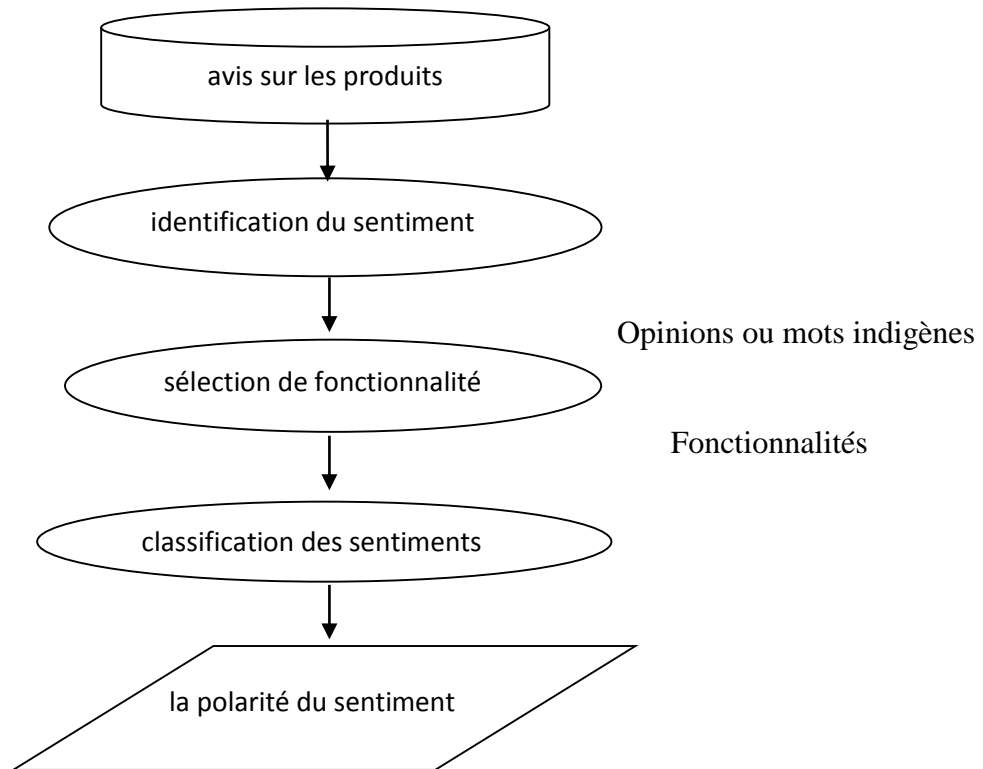 avis sur les produits
identification du sentiment
Opinions ou mots indigènes
sélection de fonctionnalité
Fonctionnalités
classification des sentiments
la polarité du sentiment